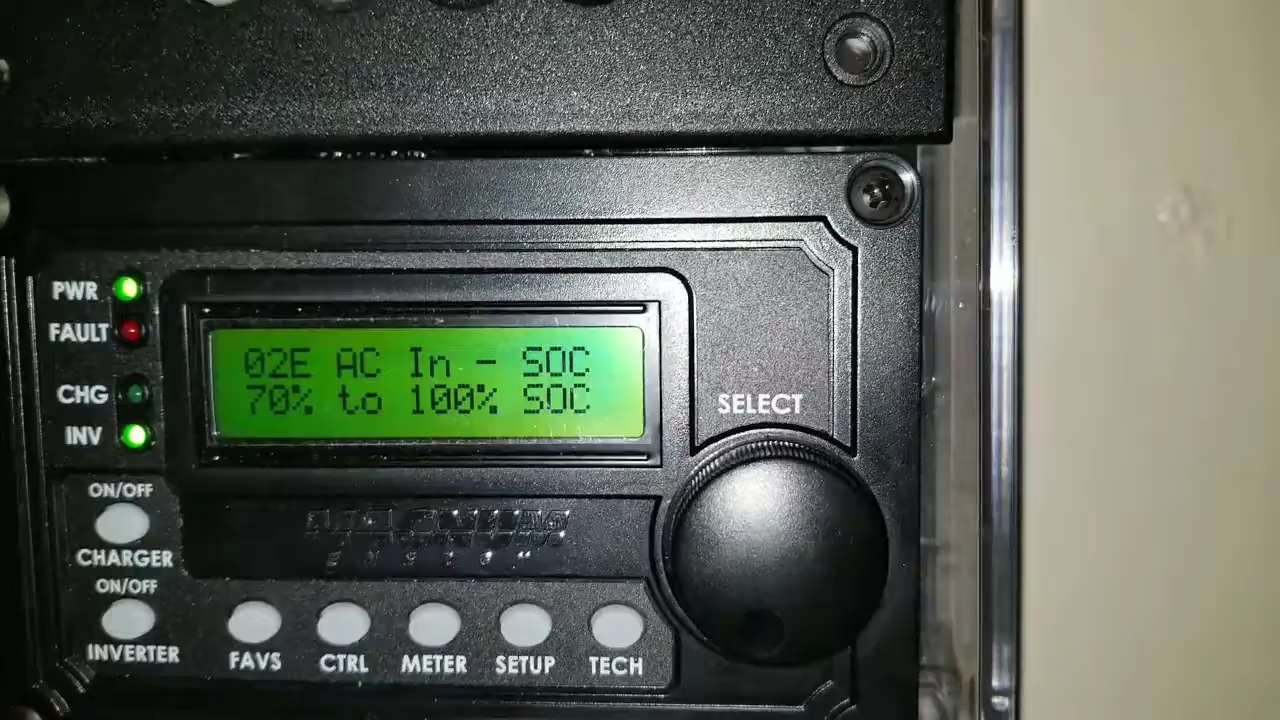 PWR
FAULT
CHG
INV
02E AC In - SOC
70% to 100% SOC
SELECT
ON/OFF
CHARGER
ON/OFF
INVERTER
FAVS
CTRL
METER
SETUP
TECH